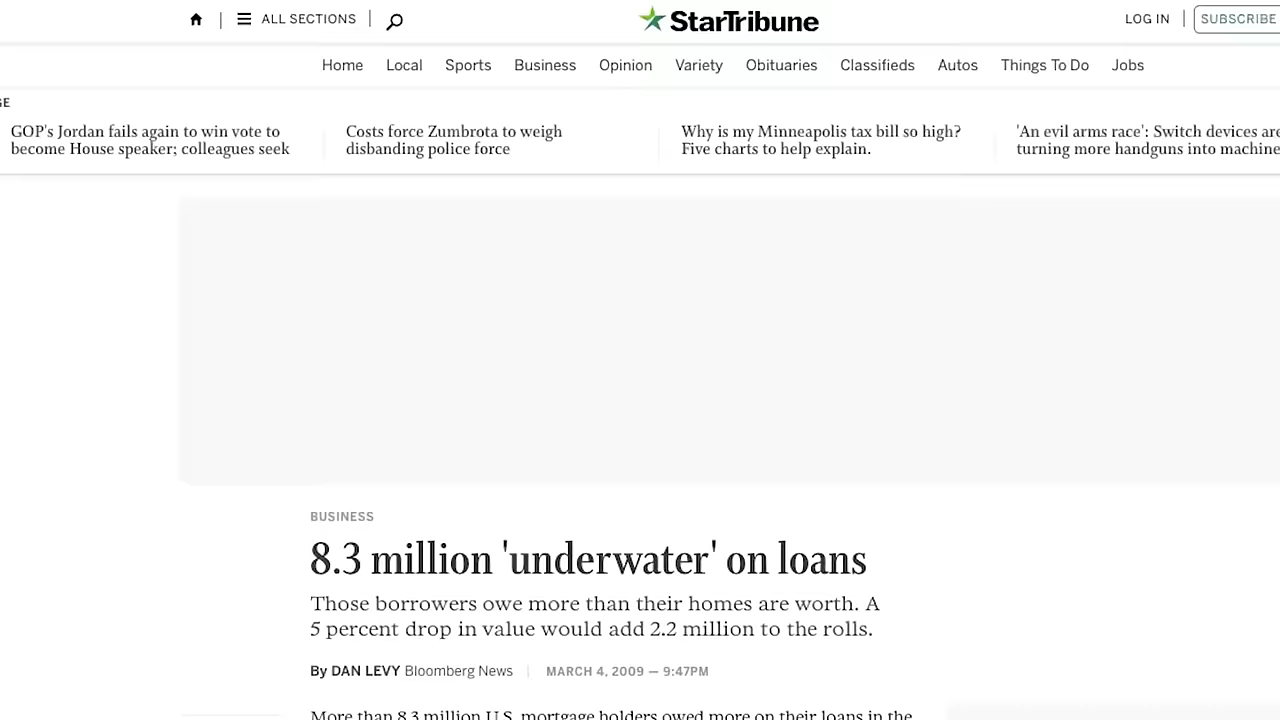 ALL SECTIONS
StarTribune
LOG IN
SUBSCRIBE
Home Local Sports Business Opinion Variety Obituaries Classifieds Autos Things To Do Jobs
GOP's Jordan fails again to win vote to
become House speaker; colleagues seek
Costs force Zumbrota to weigh
disbanding police force
Why is my Minneapolis tax bill so high?
Five charts to help explain.
'An evil arms race': Switch devices are
turning more handguns into machine
BUSINESS
8.3 million 'underwater' on loans
Those borrowers owe more than their homes are worth. A
5 percent drop in value would add 2.2 million to the rolls.
By DAN LEVY Bloomberg News
MARCH 4, 2009 — 9:47PM
More than 8.3 million U.S. mortgage holders owed more on their loans in the